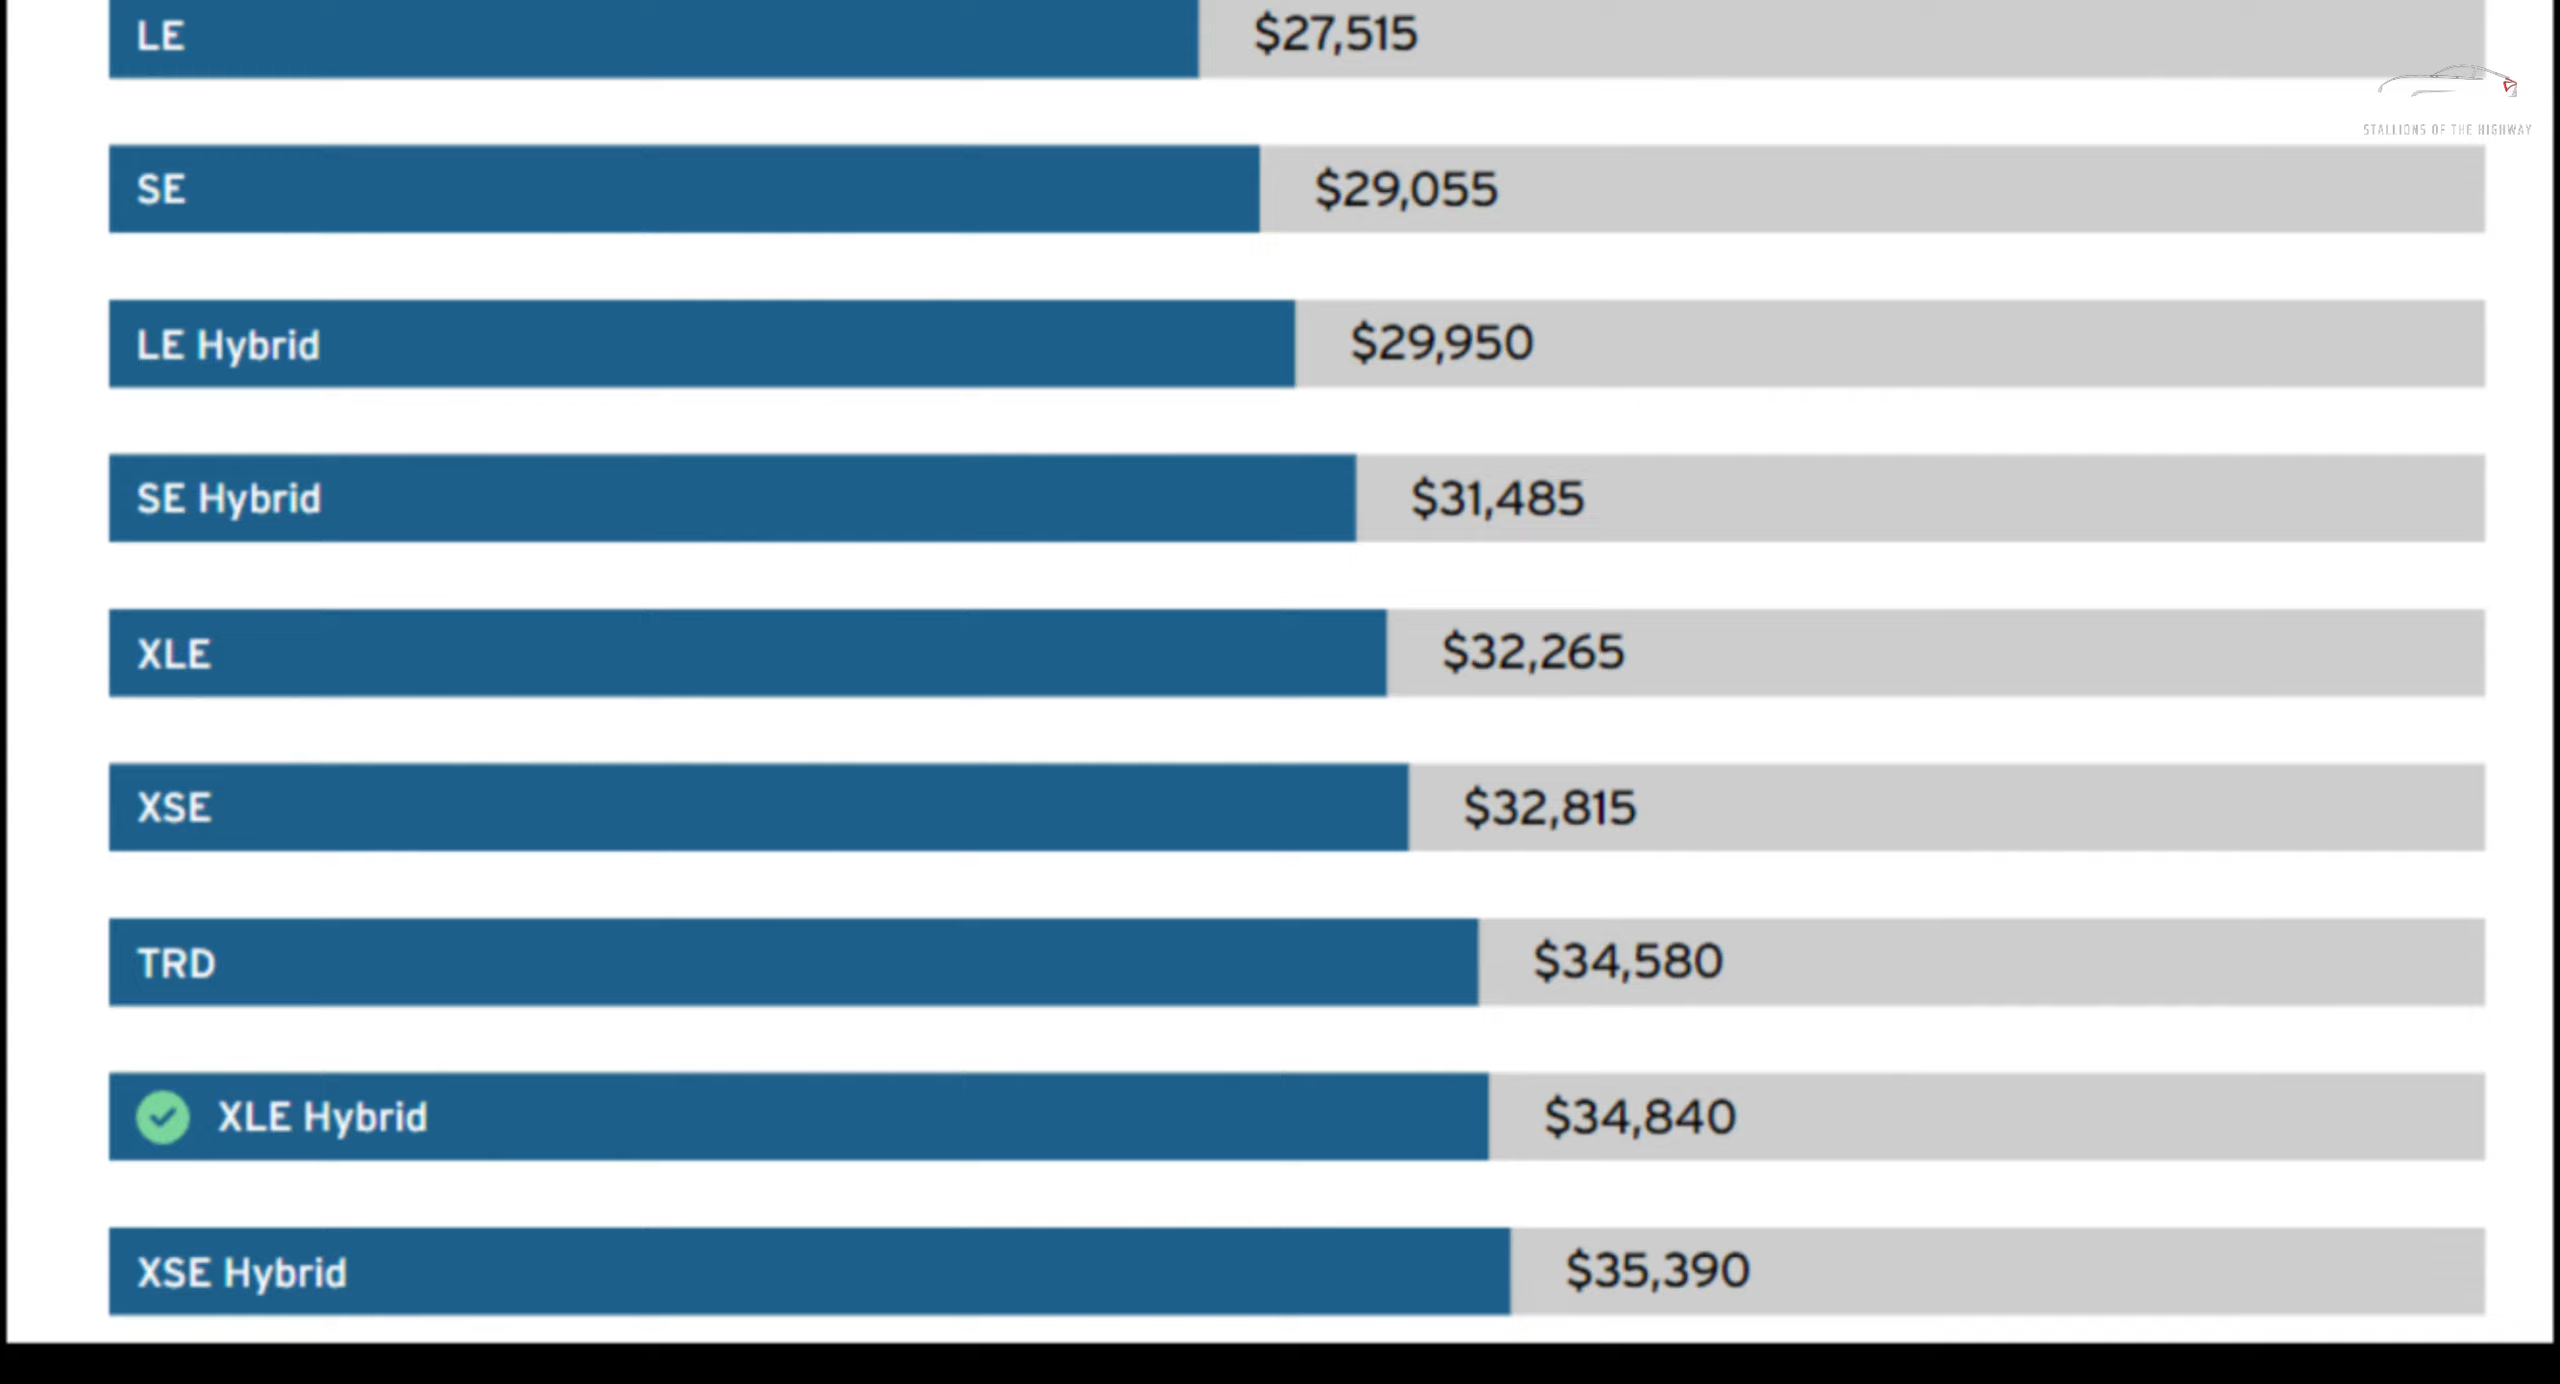 LE $27,515
STALLIONS OF THE HIGHWAY
SE $29,055
LE Hybrid $29,950
SE Hybrid $31,485
XLE $32,265
XSE $32,815
TRD $34,580
XLE Hybrid $34,840
XSE Hybrid $35,390